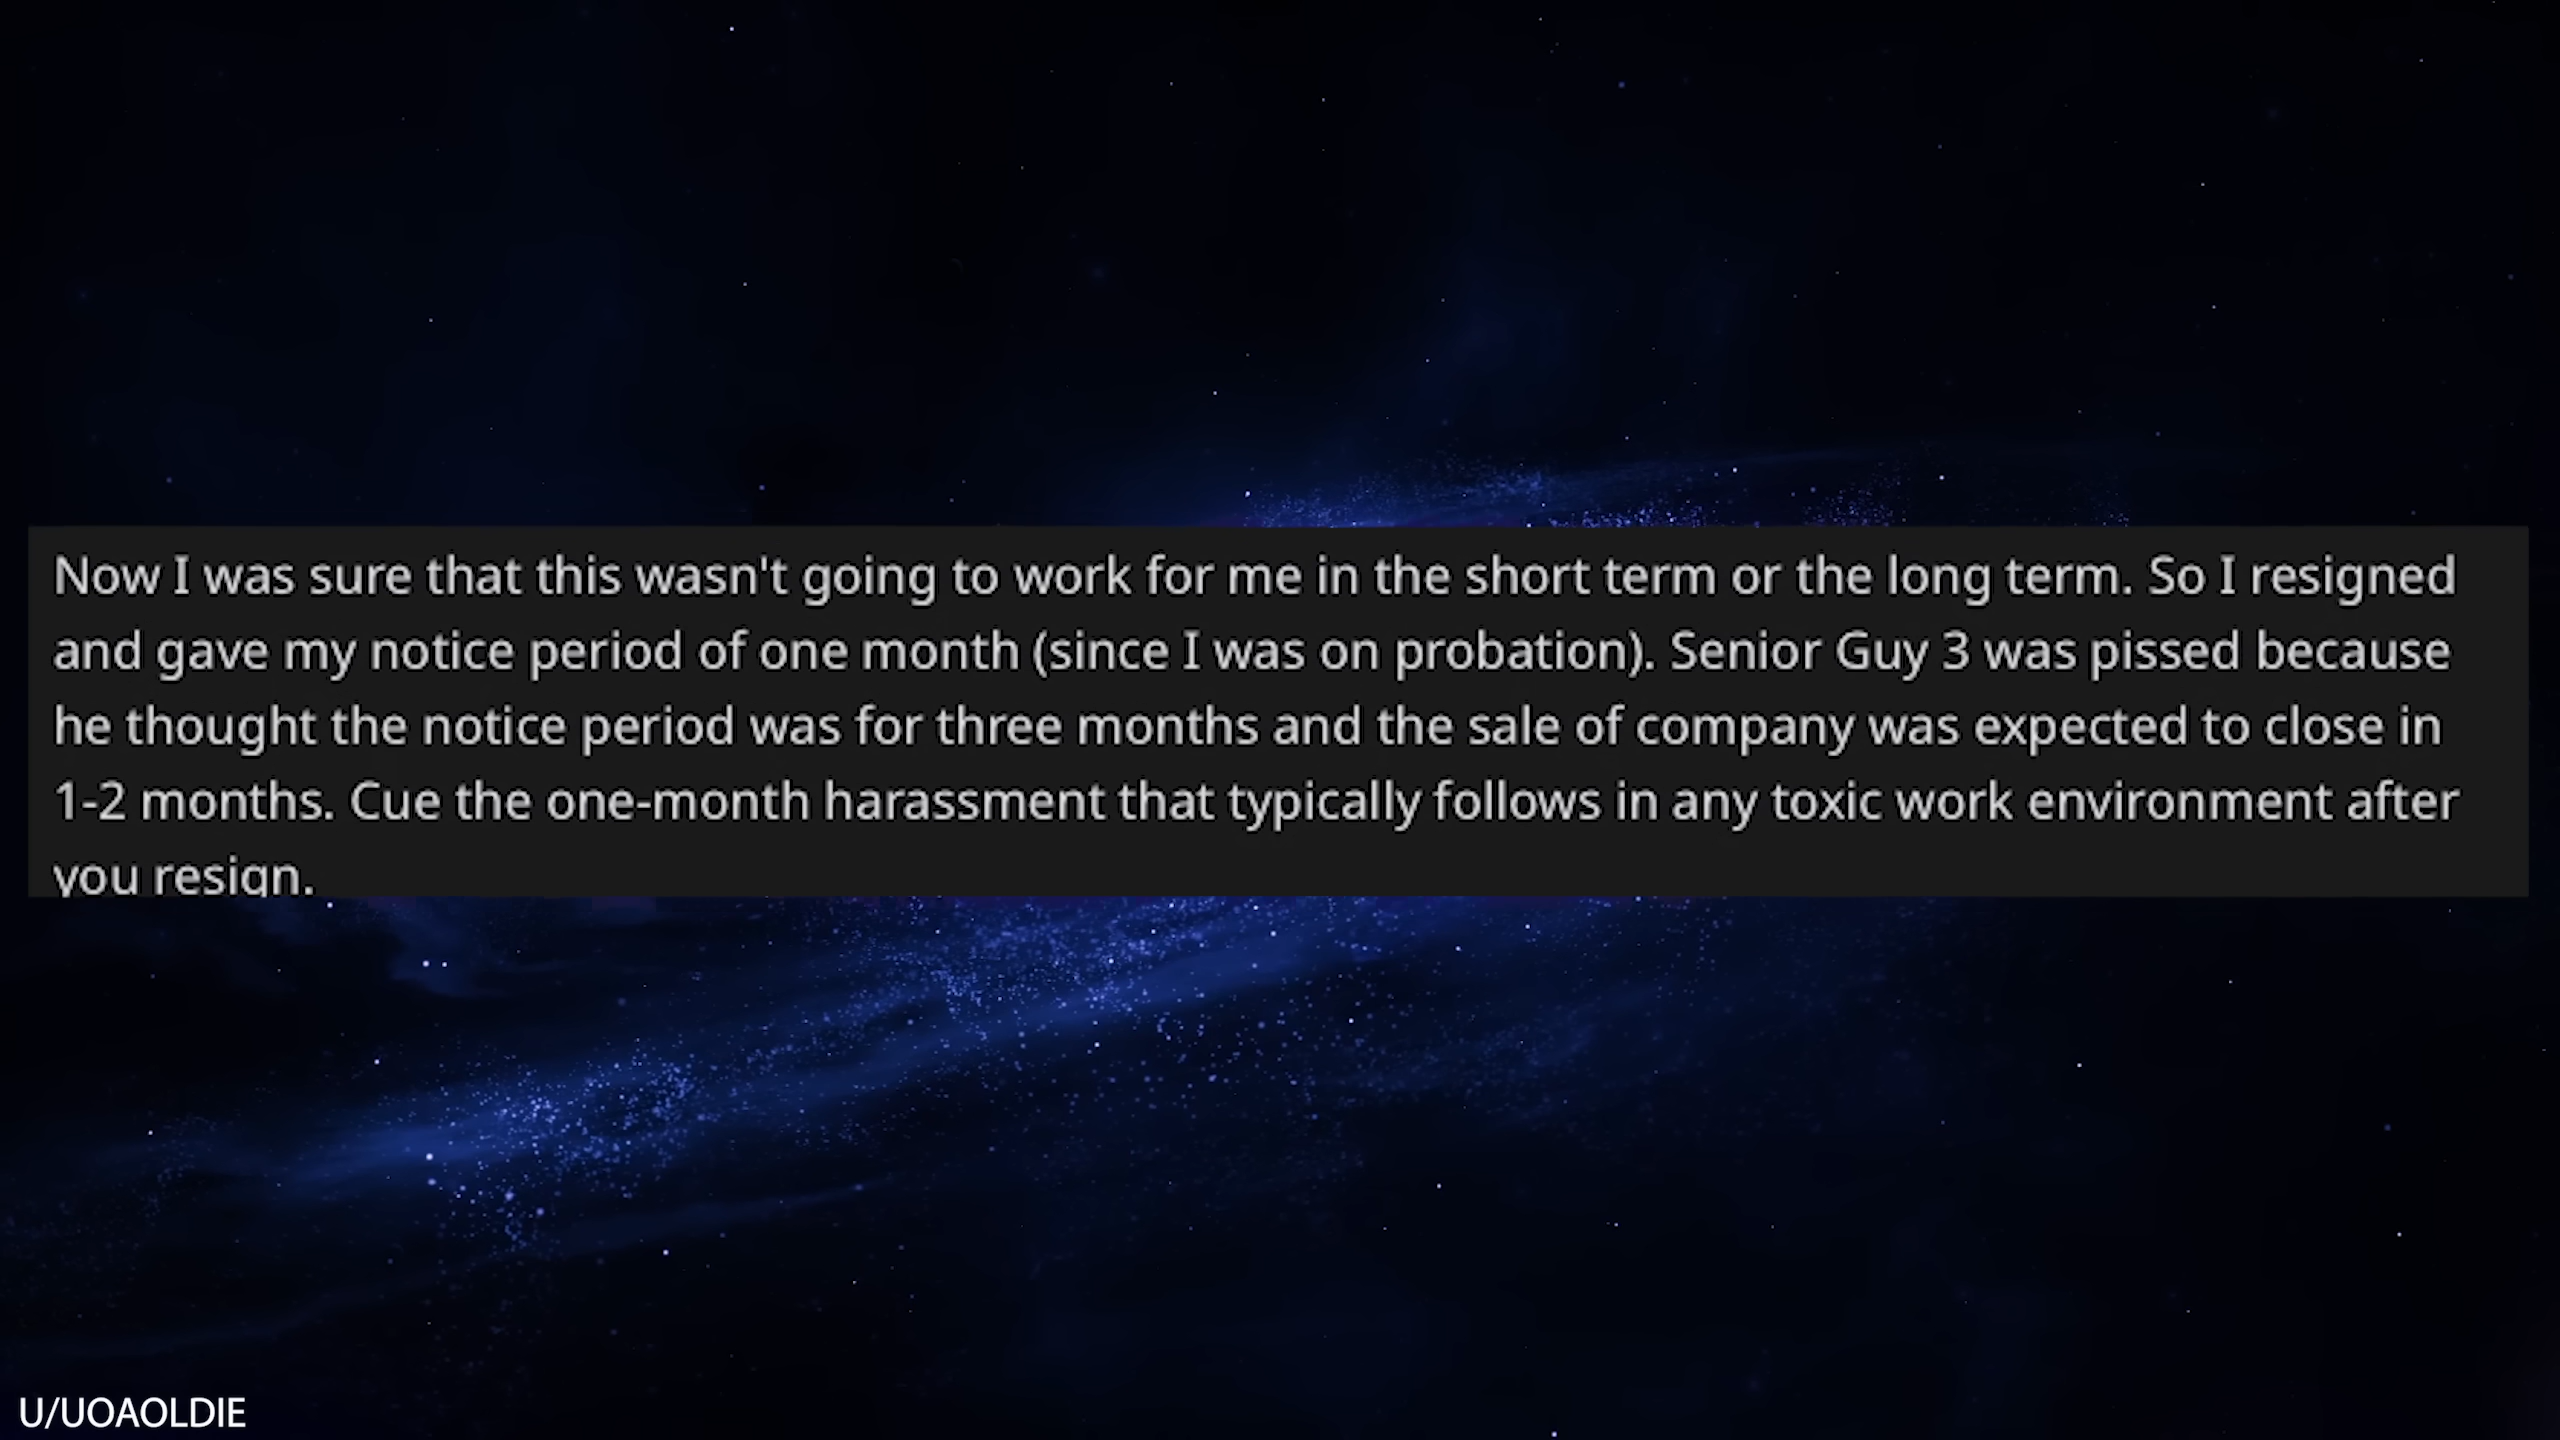 Now I was sure that this wasn't going to work for me in the short term or the long term. So I resigned
and gave my notice period of one month (since I was on probation). Senior Guy 3 was pissed because
he thought the notice period was for three months and the sale of company was expected to close in
1-2 months. Cue the one-month harassment that typically follows in any toxic work environment after
you resign.
U/UOAOLDIE